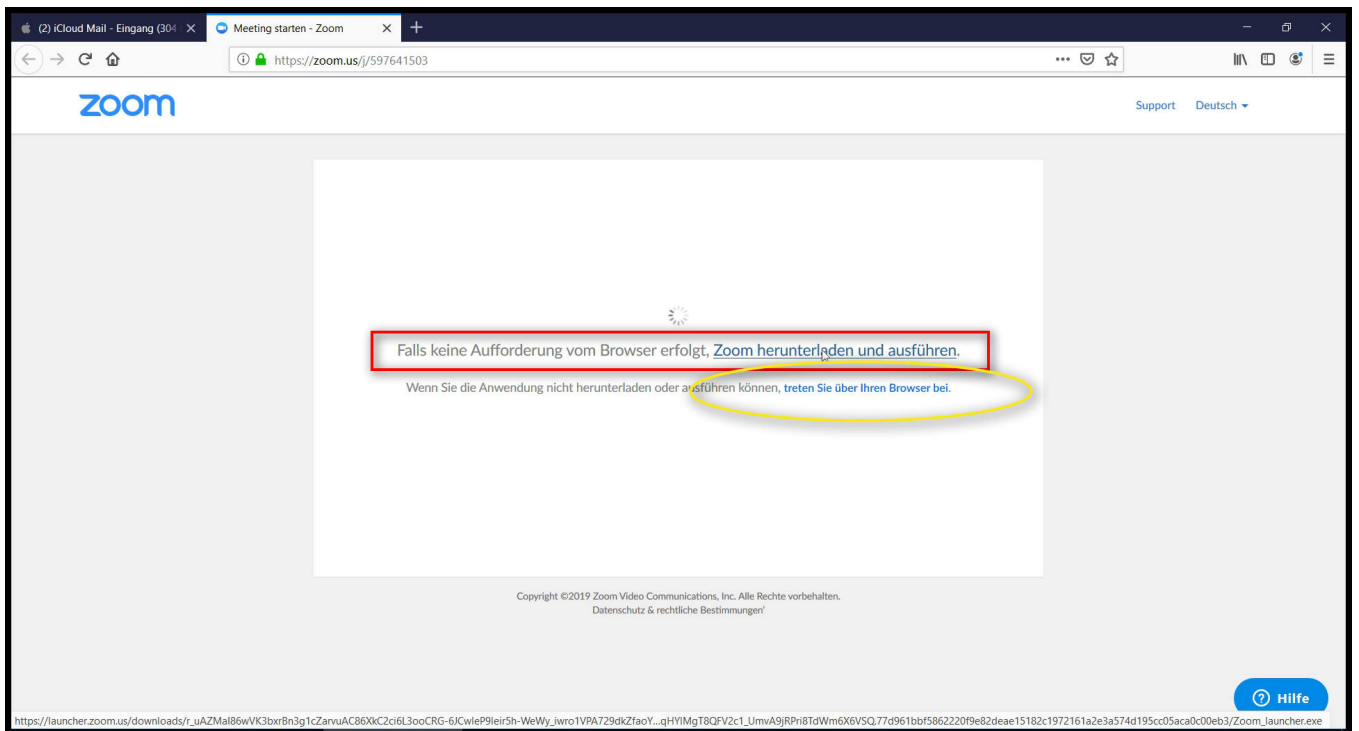 (2) iCloud Mail - Eingang (304
Meeting starten - Zoom
https://zoom.us/j/597641503
zoom
Support Deutsch
Falls keine Aufforderung vom Browser erfolgt, Zoom herunterladen und ausführen.
Wenn Sie die Anwendung nicht herunterladen oder ausführen können, treten Sie über Ihren Browser bei.
Copyright ©2019 Zoom Video Communications, Inc. Alle Rechte vorbehalten.
Datenschutz & rechtliche Bestimmungen'
Hilfe